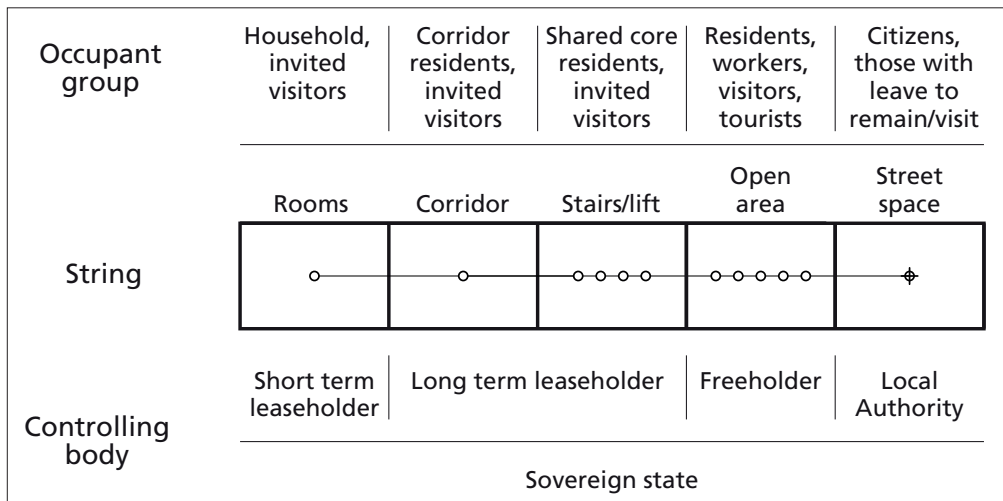 Occupant
group
Household,
invited
visitors
Corridor
residents,
invited
visitors
Shared core
residents,
invited
visitors
Residents,
workers,
visitors,
tourists
Citizens,
those with
leave to
remain/visit
String
Rooms
Corridor
Stairs/lift
Open
area
Street
space
Controlling
body
Short term
leaseholder
Long term leaseholder
Freeholder
Local
Authority
Sovereign state